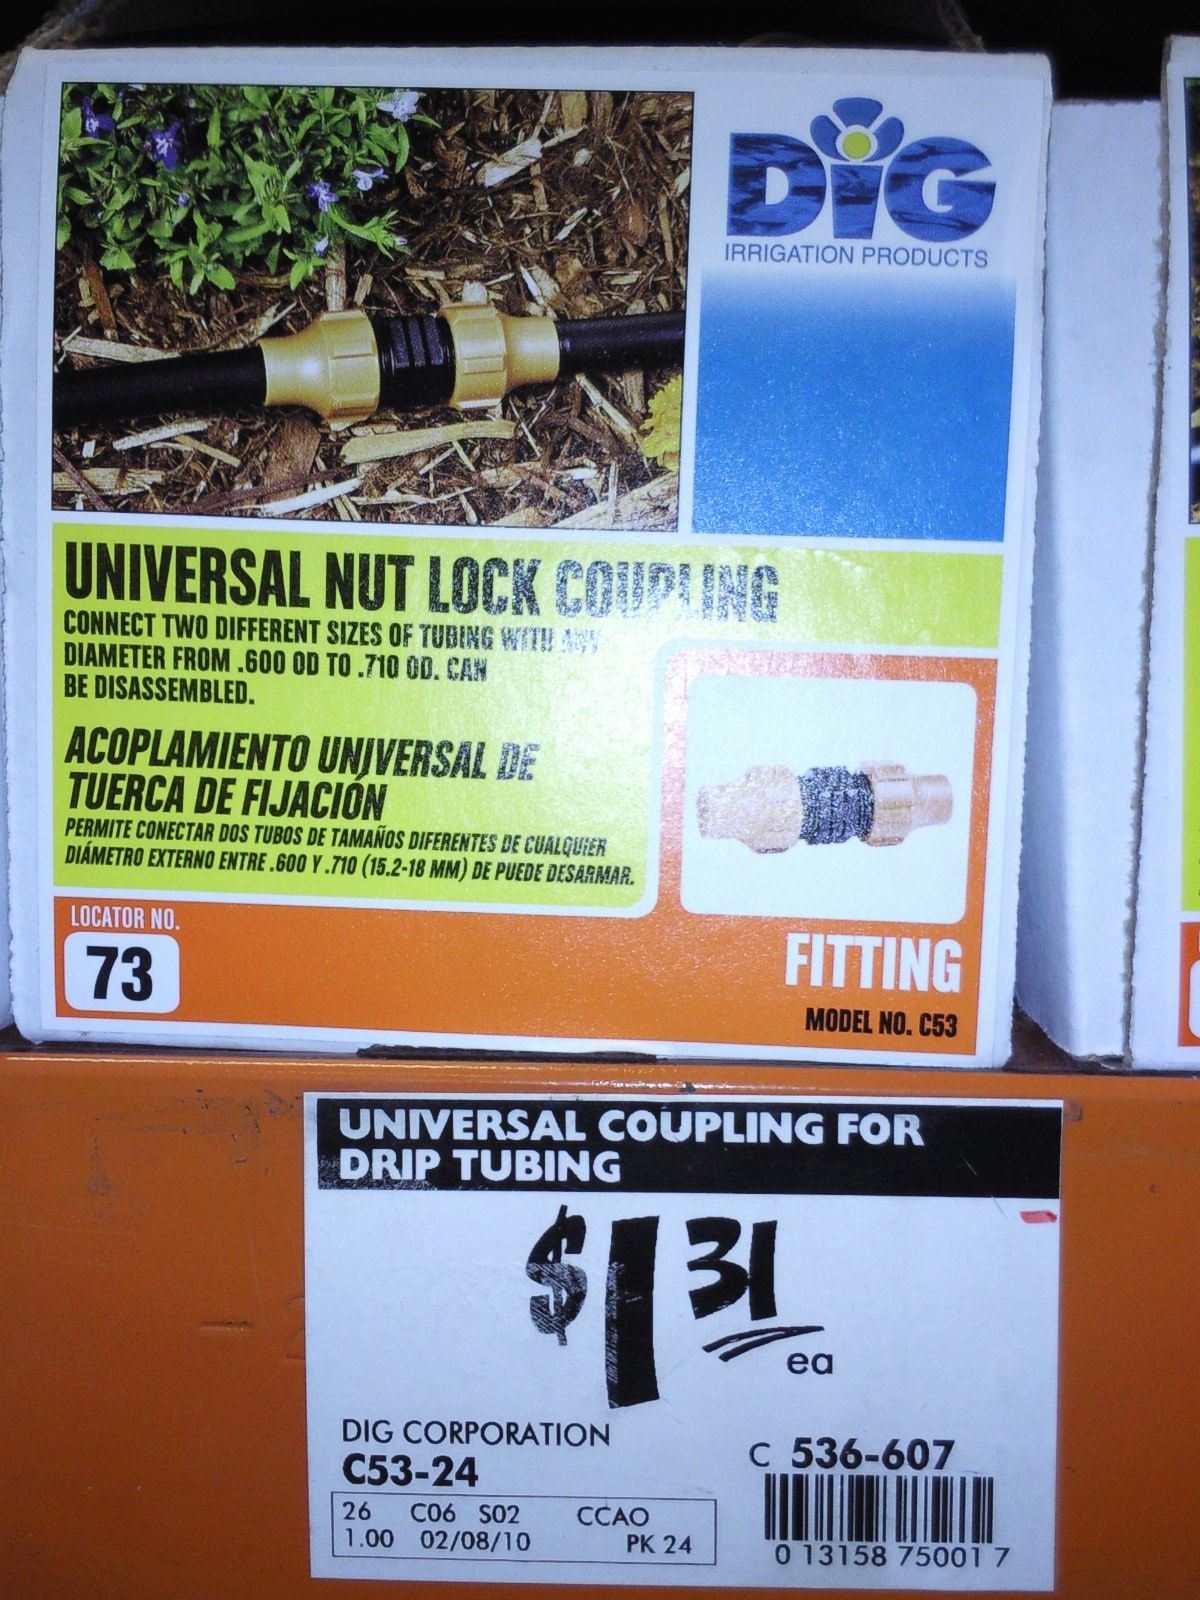 DIG
IRRIGATION PRODUCTS
UNIVERSAL NUT LOCK COUPLING
CONNECT TWO DIFFERENT SIZES OF TUBING WITH ANY
DIAMETER FROM .600 OD TO .710 OD. CAN
BE DISASSEMBLED.
ACOPLAMIENTO UNIVERSAL DE
TUERCA DE FIJACIÓN
PERMITE CONECTAR DOS TUBOS DE TAMAÑOS DIFERENTES DE CUALQUIER
DIÁMETRO EXTERNO ENTRE .600 Y .710 (15.2-18 MM) DE PUEDE DESARMAR.
LOCATOR NO.
73
FITTING
MODEL NO. C53
UNIVERSAL COUPLING FOR
DRIP TUBING
$1 31
ea
DIG CORPORATION
C53-24
C 536-607
26 C06 S02 CCAO
1.00 02/08/10 PK 24
0 13158 75001 7